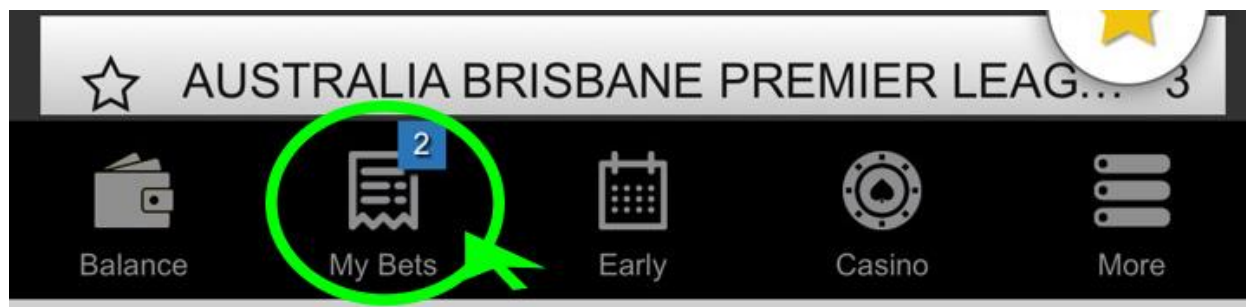 AUSTRALIA BRISBANE PREMIER LEAG... 3
2
Balance My Bets Early Casino More